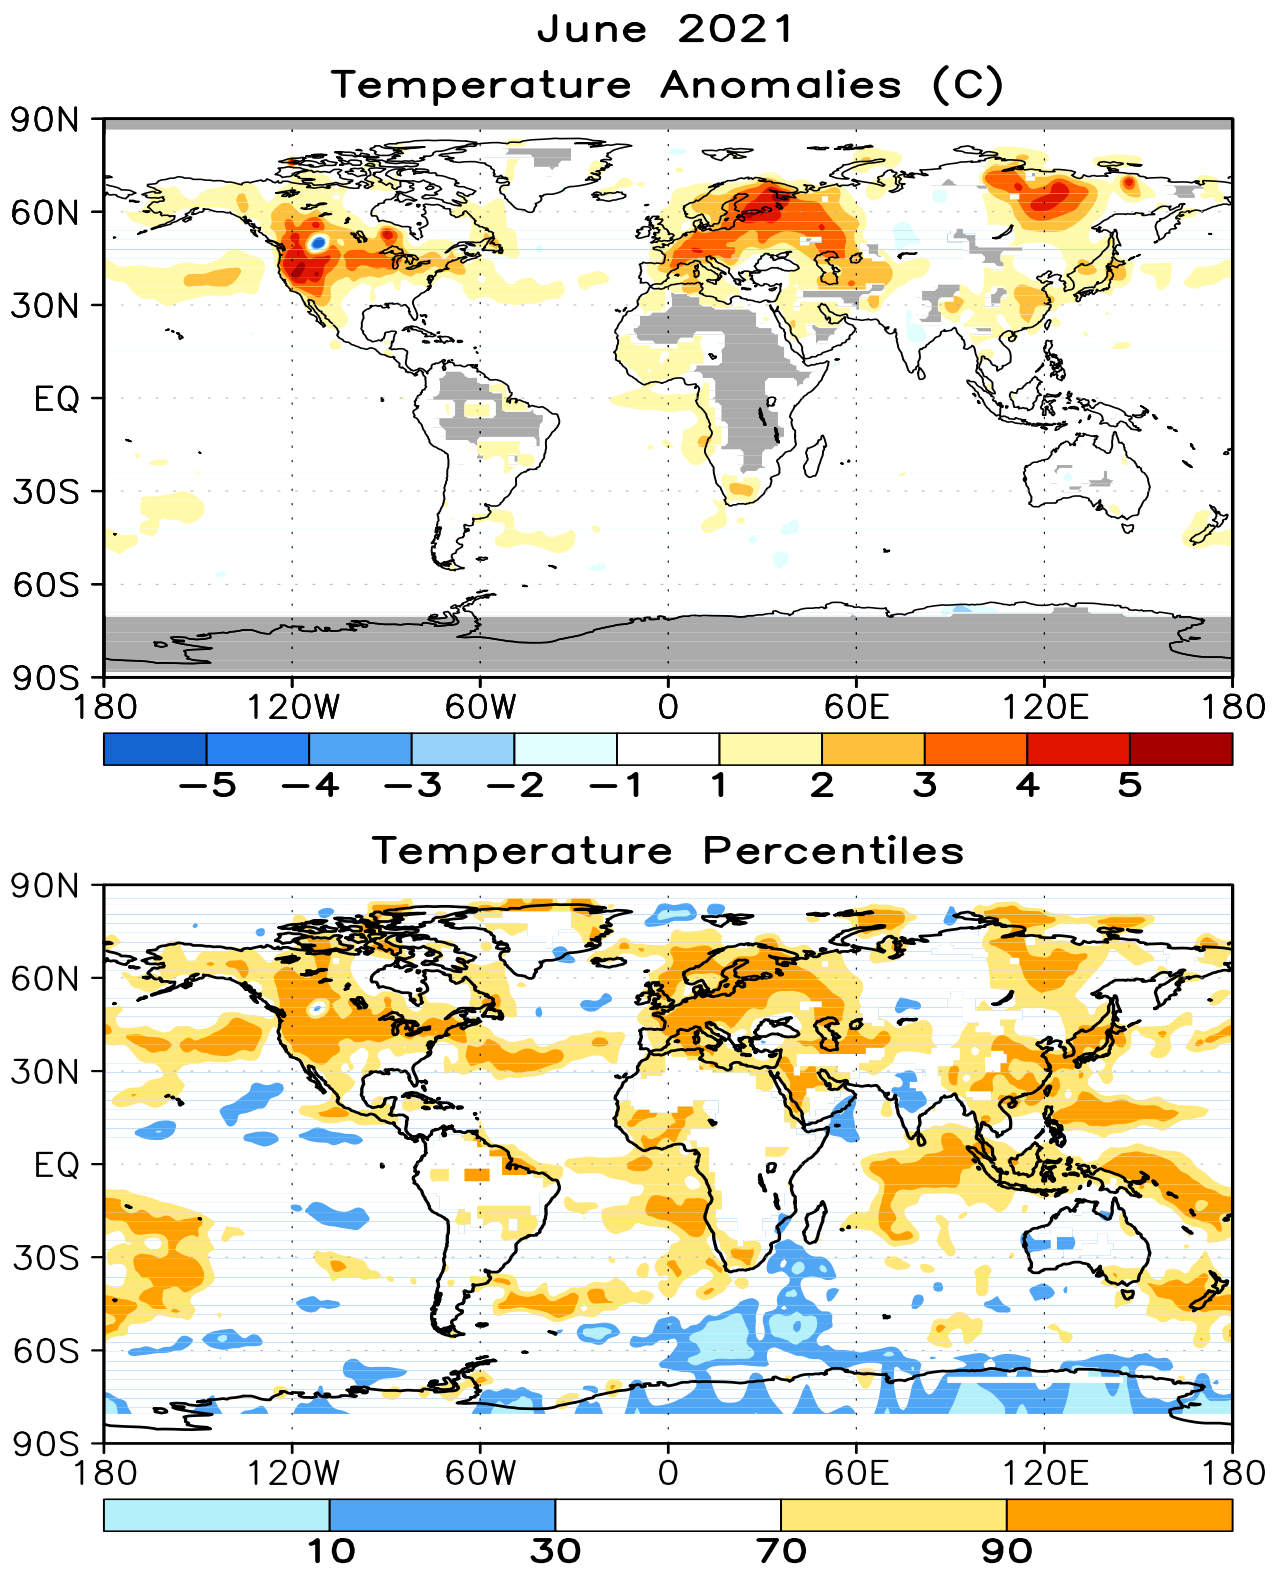 June 2021
Temperature Anomalies (C)
90N
60N
30N
EQ
30S
60S
90S
180 120W 60W 0 60E 120E 180
−5 −4 −3 −2 −1 1 2 3 4 5
Temperature Percentiles
90N
60N
30N
EQ
30S
60S
90S
180 120W 60W 0 60E 120E 180
10 30 70 90